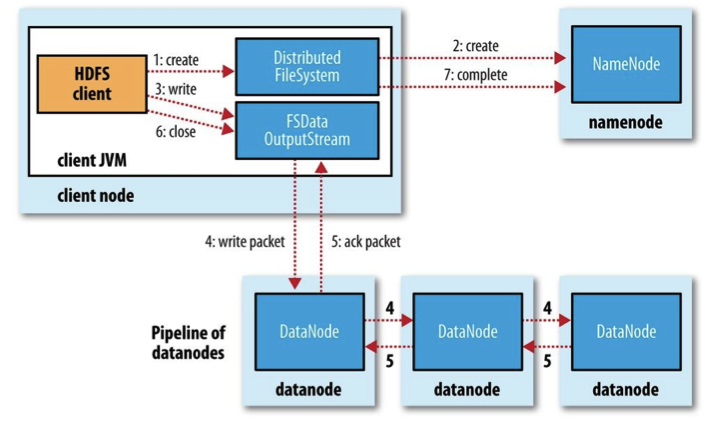 HDFS
client
1: create
Distributed
FileSystem
2: create
7: complete
NameNode
namenode
3: write
6: close
FSData
OutputStream
client JVM
client node
4: write packet
5: ack packet
Pipeline of
datanodes
DataNode
4
5
DataNode
4
5
DataNode
datanode
datanode
datanode